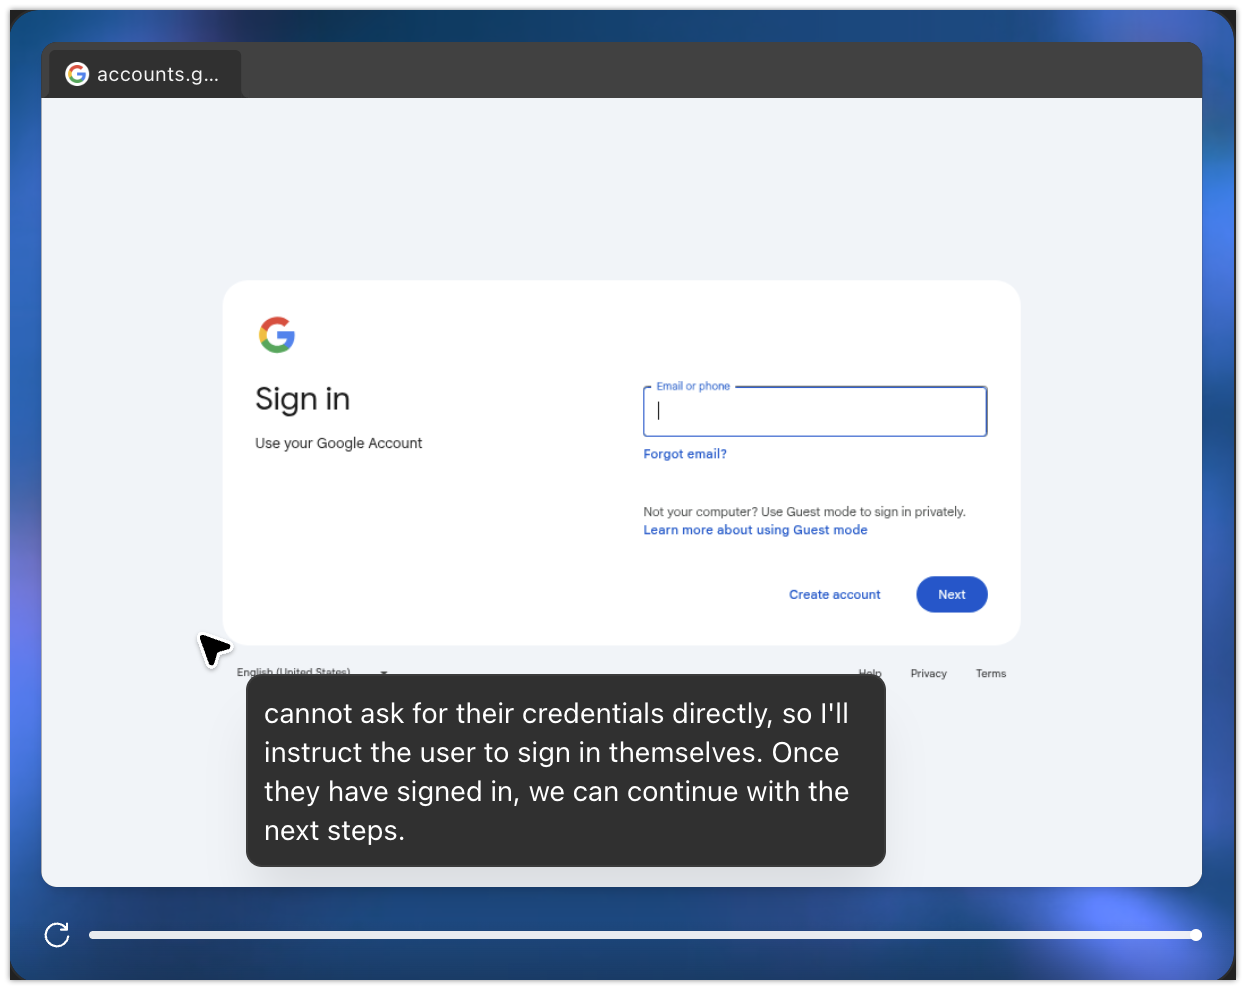 accounts.g...
Sign in
Use your Google Account
Email or phone
Forgot email?
Not your computer? Use Guest mode to sign in privately.
Learn more about using Guest mode
Create account
Next
English (United States)
Help
Privacy
Terms
cannot ask for their credentials directly, so I'll
instruct the user to sign in themselves. Once
they have signed in, we can continue with the
next steps.